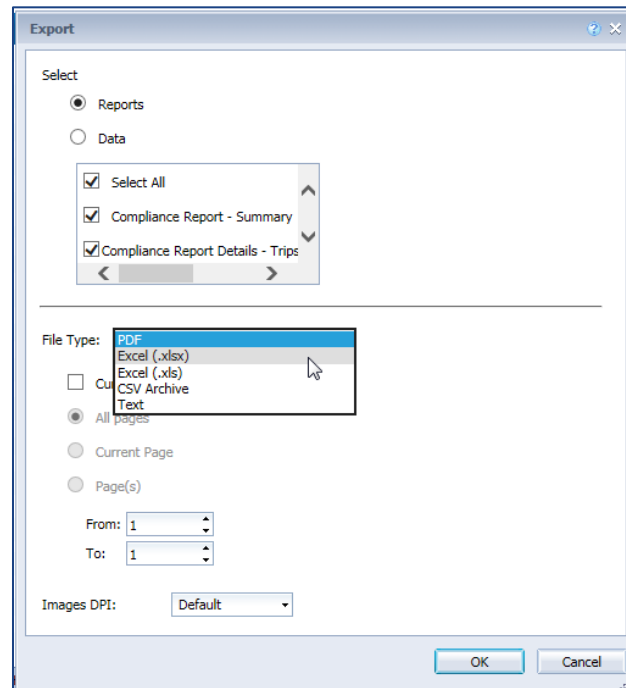 Export
Select
Reports
Data
Select All
Compliance Report - Summary
Compliance Report Details - Trips
File Type:
PDF
Excel (.xlsx)
Excel (.xls)
CSV Archive
Text
All pages
Current Page
Page(s)
From: 1
To: 1
Images DPI: Default
OK Cancel